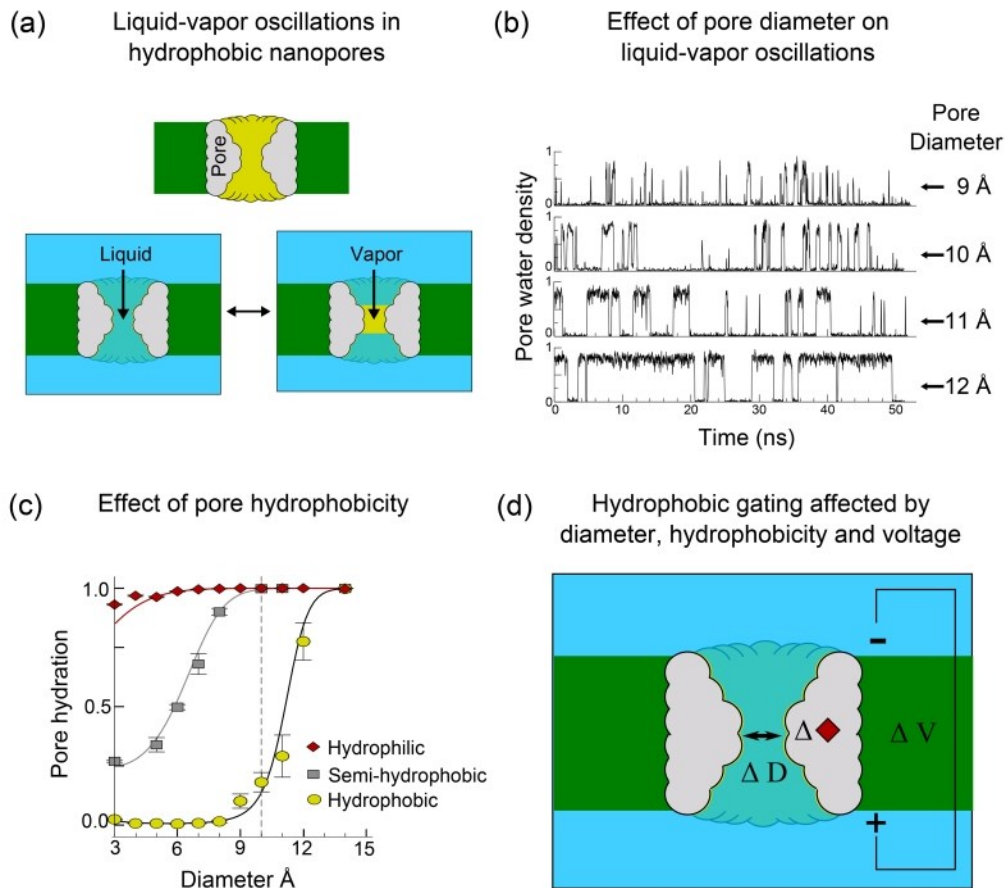 (a) Liquid-vapor oscillations in
hydrophobic nanopores
Pore
Liquid
Vapor
(b) Effect of pore diameter on
liquid-vapor oscillations
Pore
Diameter
Pore water density
1
0
9 Å
1
0
10 Å
1
0
11 Å
1
0
12 Å
0 10 20 30 40 50
Time (ns)
(c) Effect of pore hydrophobicity
Pore hydration
1.0
0.5
0.0
Hydrophilic
Semi-hydrophobic
Hydrophobic
3 6 9 12 15
Diameter Å
(d) Hydrophobic gating affected by
diameter, hydrophobicity and voltage
-
Δ
Δ V
Δ D
+